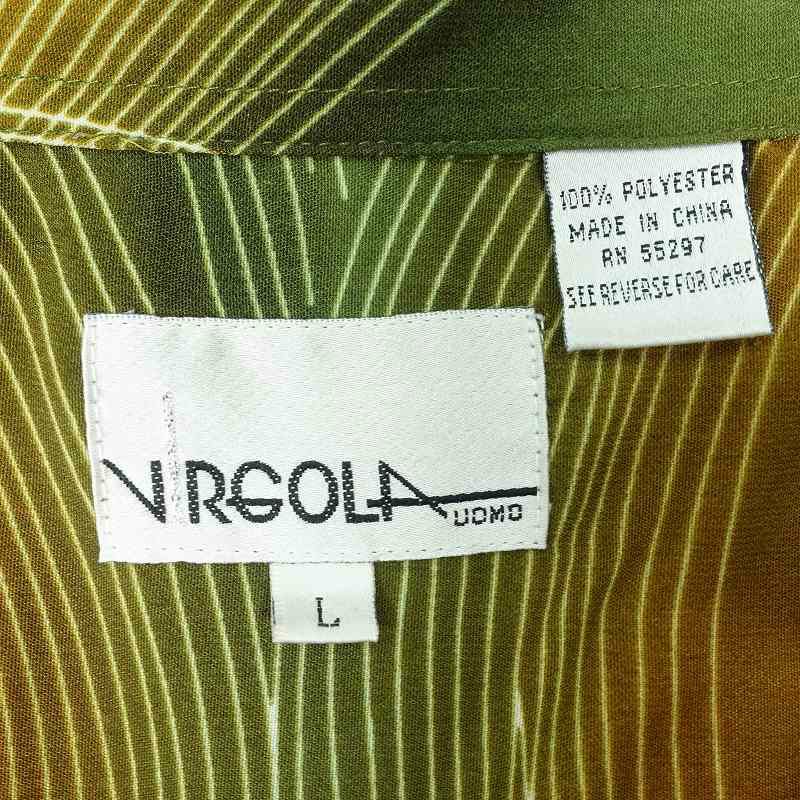 100% POLYESTER
MADE IN CHINA
RN 55297
SEE REVERSE FOR CARE
VIRGOLA
UOMO
L